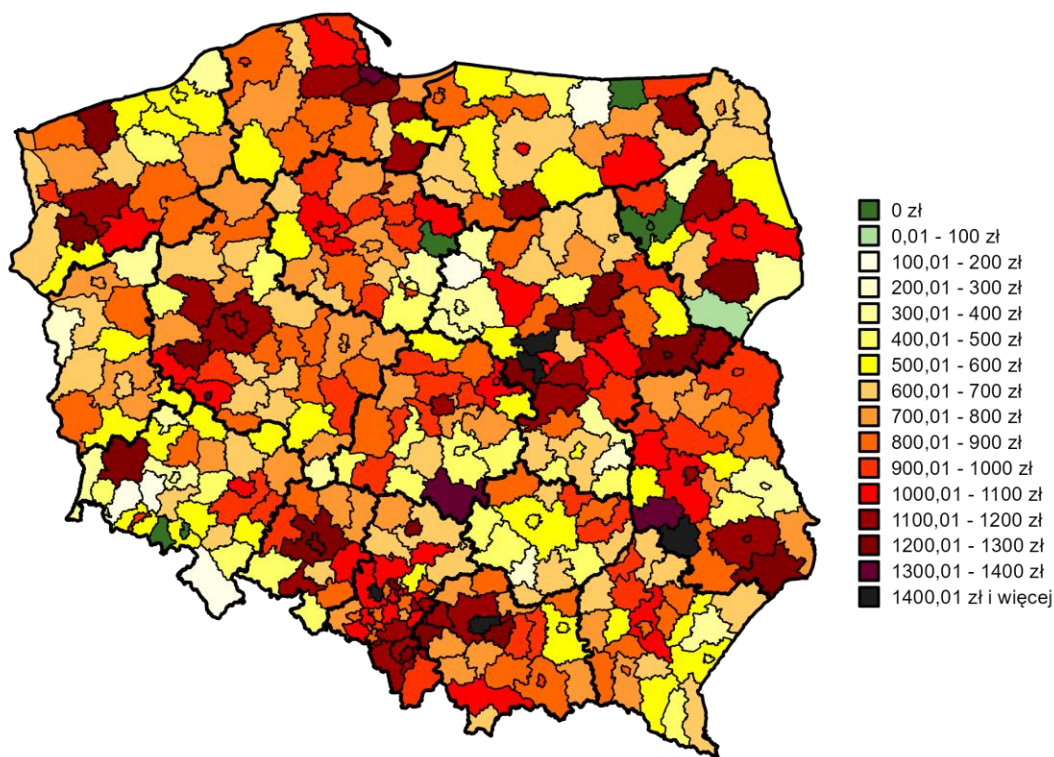 0 zł
0,01 - 100 zł
100,01 - 200 zł
200,01 - 300 zł
300,01 - 400 zł
400,01 - 500 zł
500,01 - 600 zł
600,01 - 700 zł
700,01 - 800 zł
800,01 - 900 zł
900,01 - 1000 zł
1000,01 - 1100 zł
1100,01 - 1200 zł
1200,01 - 1300 zł
1300,01 - 1400 zł
1400,01 zł i więcej